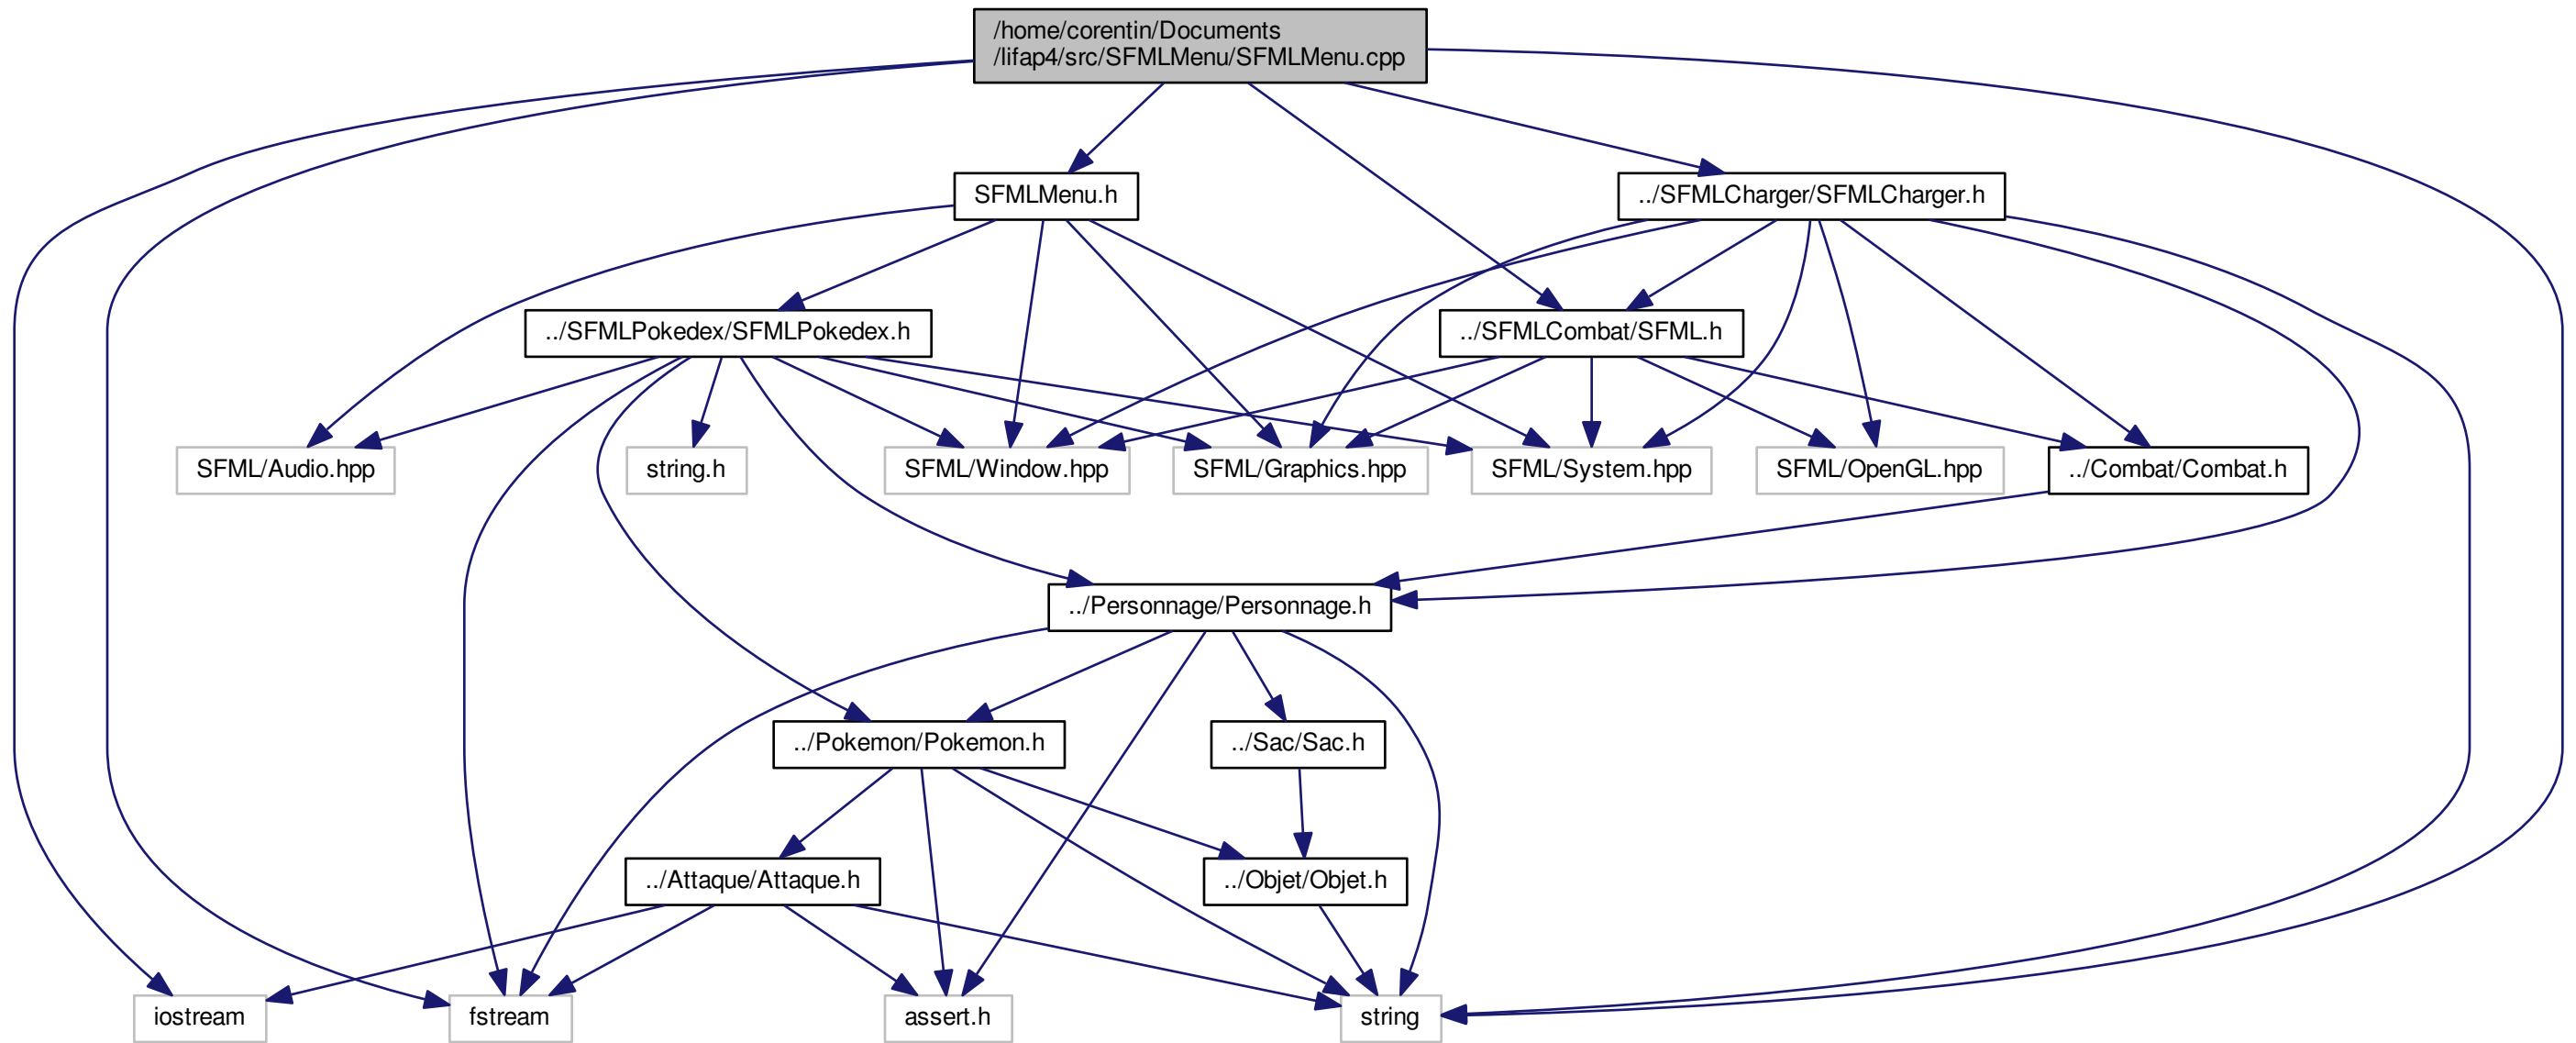 /home/corentin/Documents
/lifap4/src/SFMLMenu/SFMLMenu.cpp
SFMLMenu.h
../SFMLCharger/SFMLCharger.h
../SFMLPokedex/SFMLPokedex.h
../SFMLCombat/SFML.h
SFML/Audio.hpp
string.h
SFML/Window.hpp
SFML/Graphics.hpp
SFML/System.hpp
SFML/OpenGL.hpp
../Combat/Combat.h
../Personnage/Personnage.h
../Pokemon/Pokemon.h
../Sac/Sac.h
../Attaque/Attaque.h
../Objet/Objet.h
iostream
fstream
assert.h
string